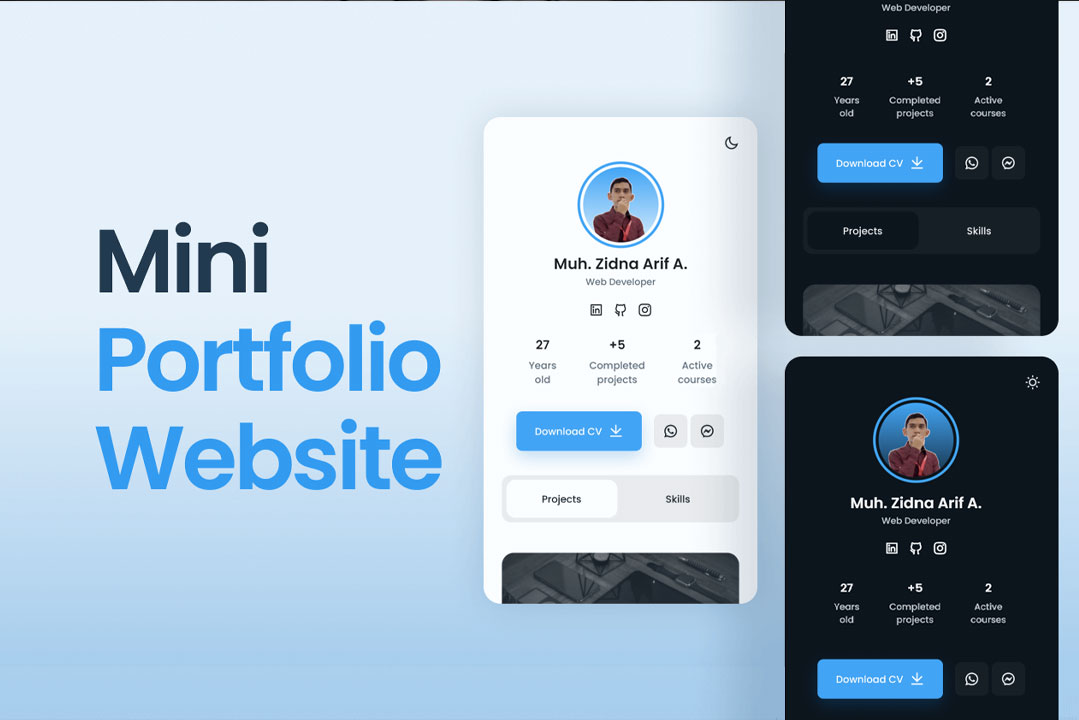 Mini
Portfolio
Website
Muh. Zidna Arif A.
Web Developer
27 +5 2
Years Completed Active
old projects courses
Download CV
Projects Skills
Web Developer
27 +5 2
Years Completed Active
old projects courses
Download CV
Projects Skills
Muh. Zidna Arif A.
Web Developer
27 +5 2
Years Completed Active
old projects courses
Download CV